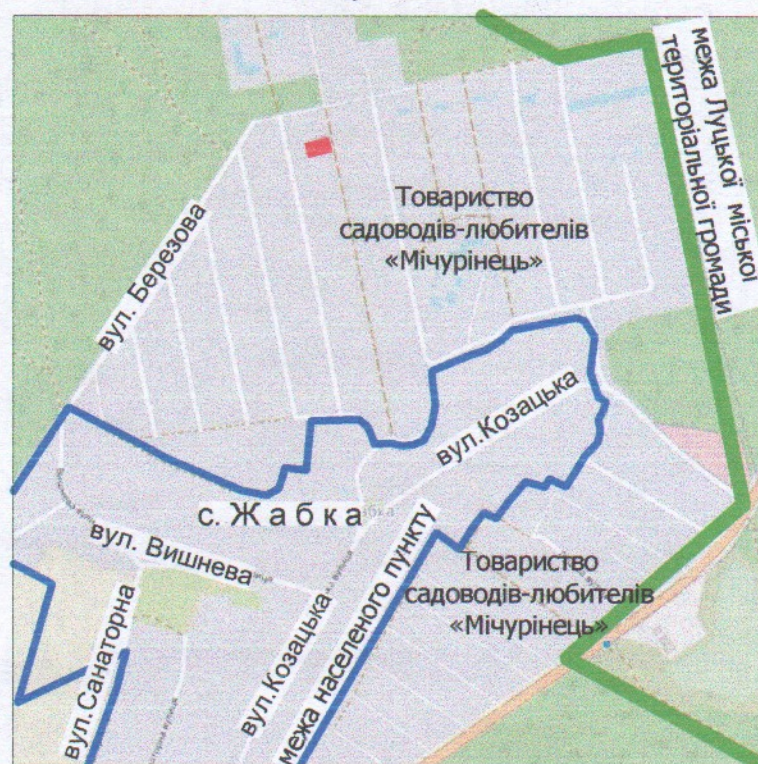 межа Луцької міської
територіальної громади
Товариство
садоводів-любителів
«Мічурінець»
вул. Березова
вул.Козацька
с. Жабка
вул. Вишнева
межа населеного пункту
Товариство
садоводів-любителів
«Мічурінець»
вул.Санаторна
вул.Козацька